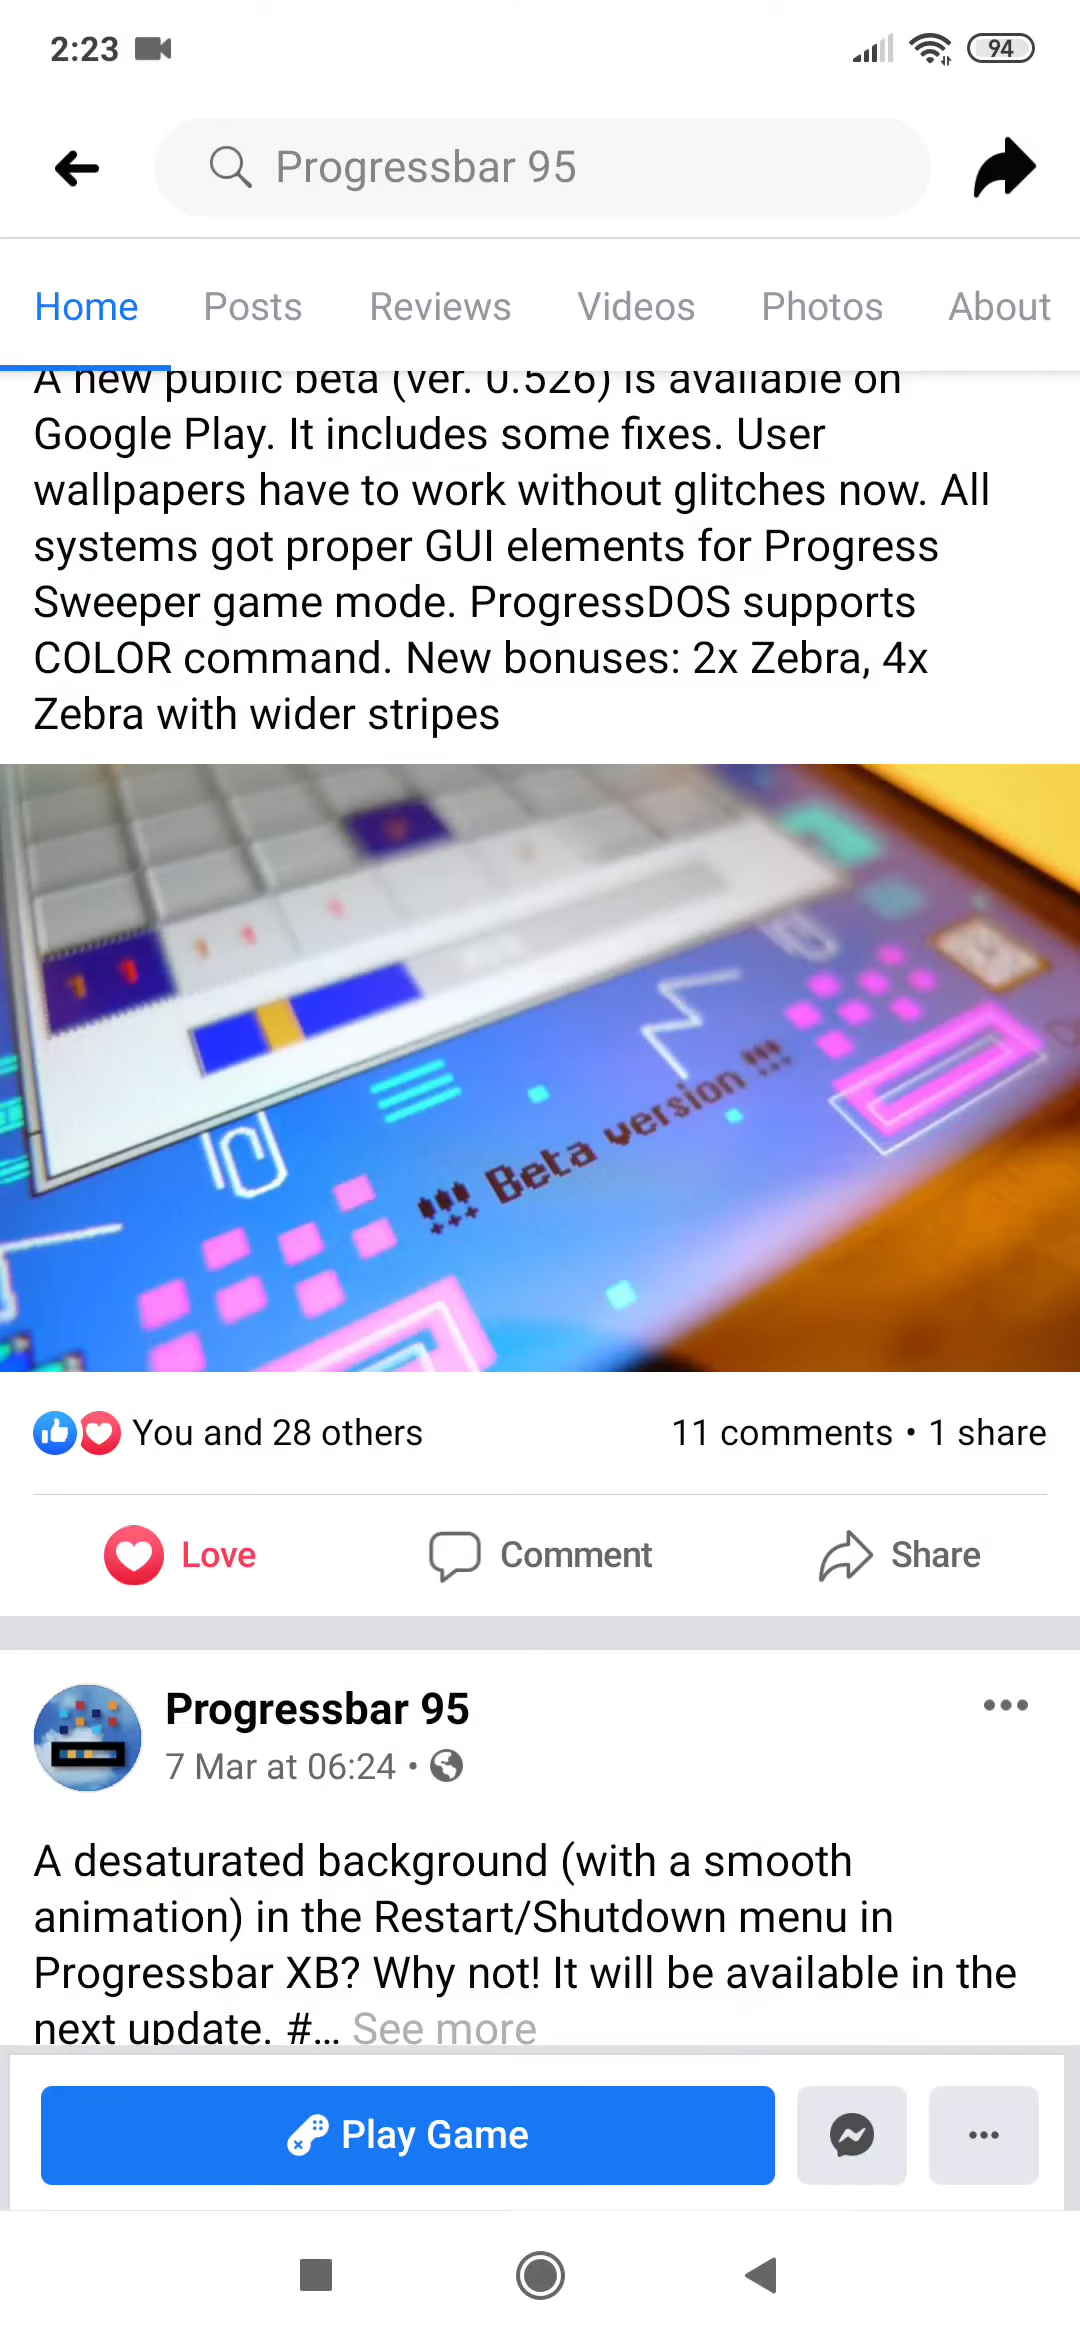 2:23
94
Progressbar 95
Home Posts Reviews Videos Photos About
A new public beta (ver. 0.526) is available on
Google Play. It includes some fixes. User
wallpapers have to work without glitches now. All
systems got proper GUI elements for Progress
Sweeper game mode. ProgressDOS supports
COLOR command. New bonuses: 2x Zebra, 4x
Zebra with wider stripes
1 1 1 1 1
!!! Beta version !!!
You and 28 others 11 comments • 1 share
Love Comment Share
Progressbar 95
7 Mar at 06:24 •
A desaturated background (with a smooth
animation) in the Restart/Shutdown menu in
Progressbar XB? Why not! It will be available in the
next update. #... See more
Play Game